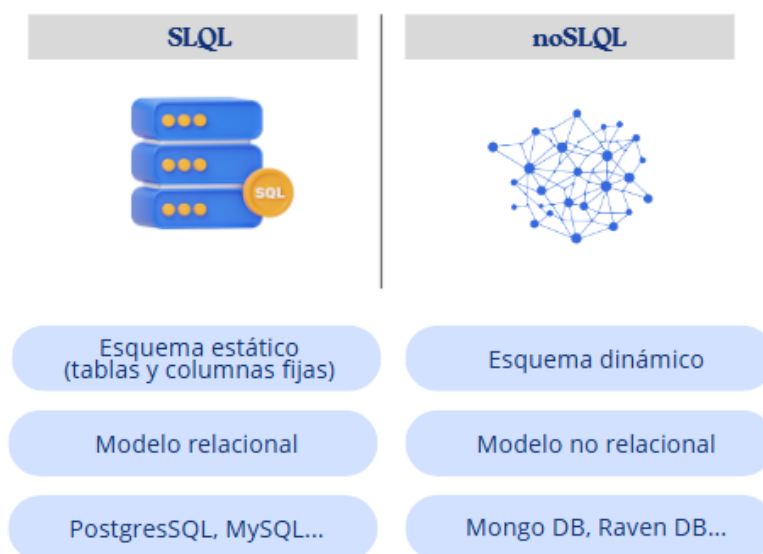 SLQL
noSLQL
SQL
Esquema estático
(tablas y columnas fijas)
Esquema dinámico
Modelo relacional
Modelo no relacional
PostgresSQL, MySQL...
Mongo DB, Raven DB...